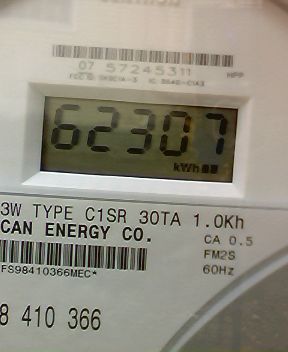 07 57245311 HPP
62307
kWh
3W TYPE C1SR 30TA 1.0Kh
CAN ENERGY CO.
CA 0.5
FM2S
60Hz
FS98410366MEC*
8 410 366